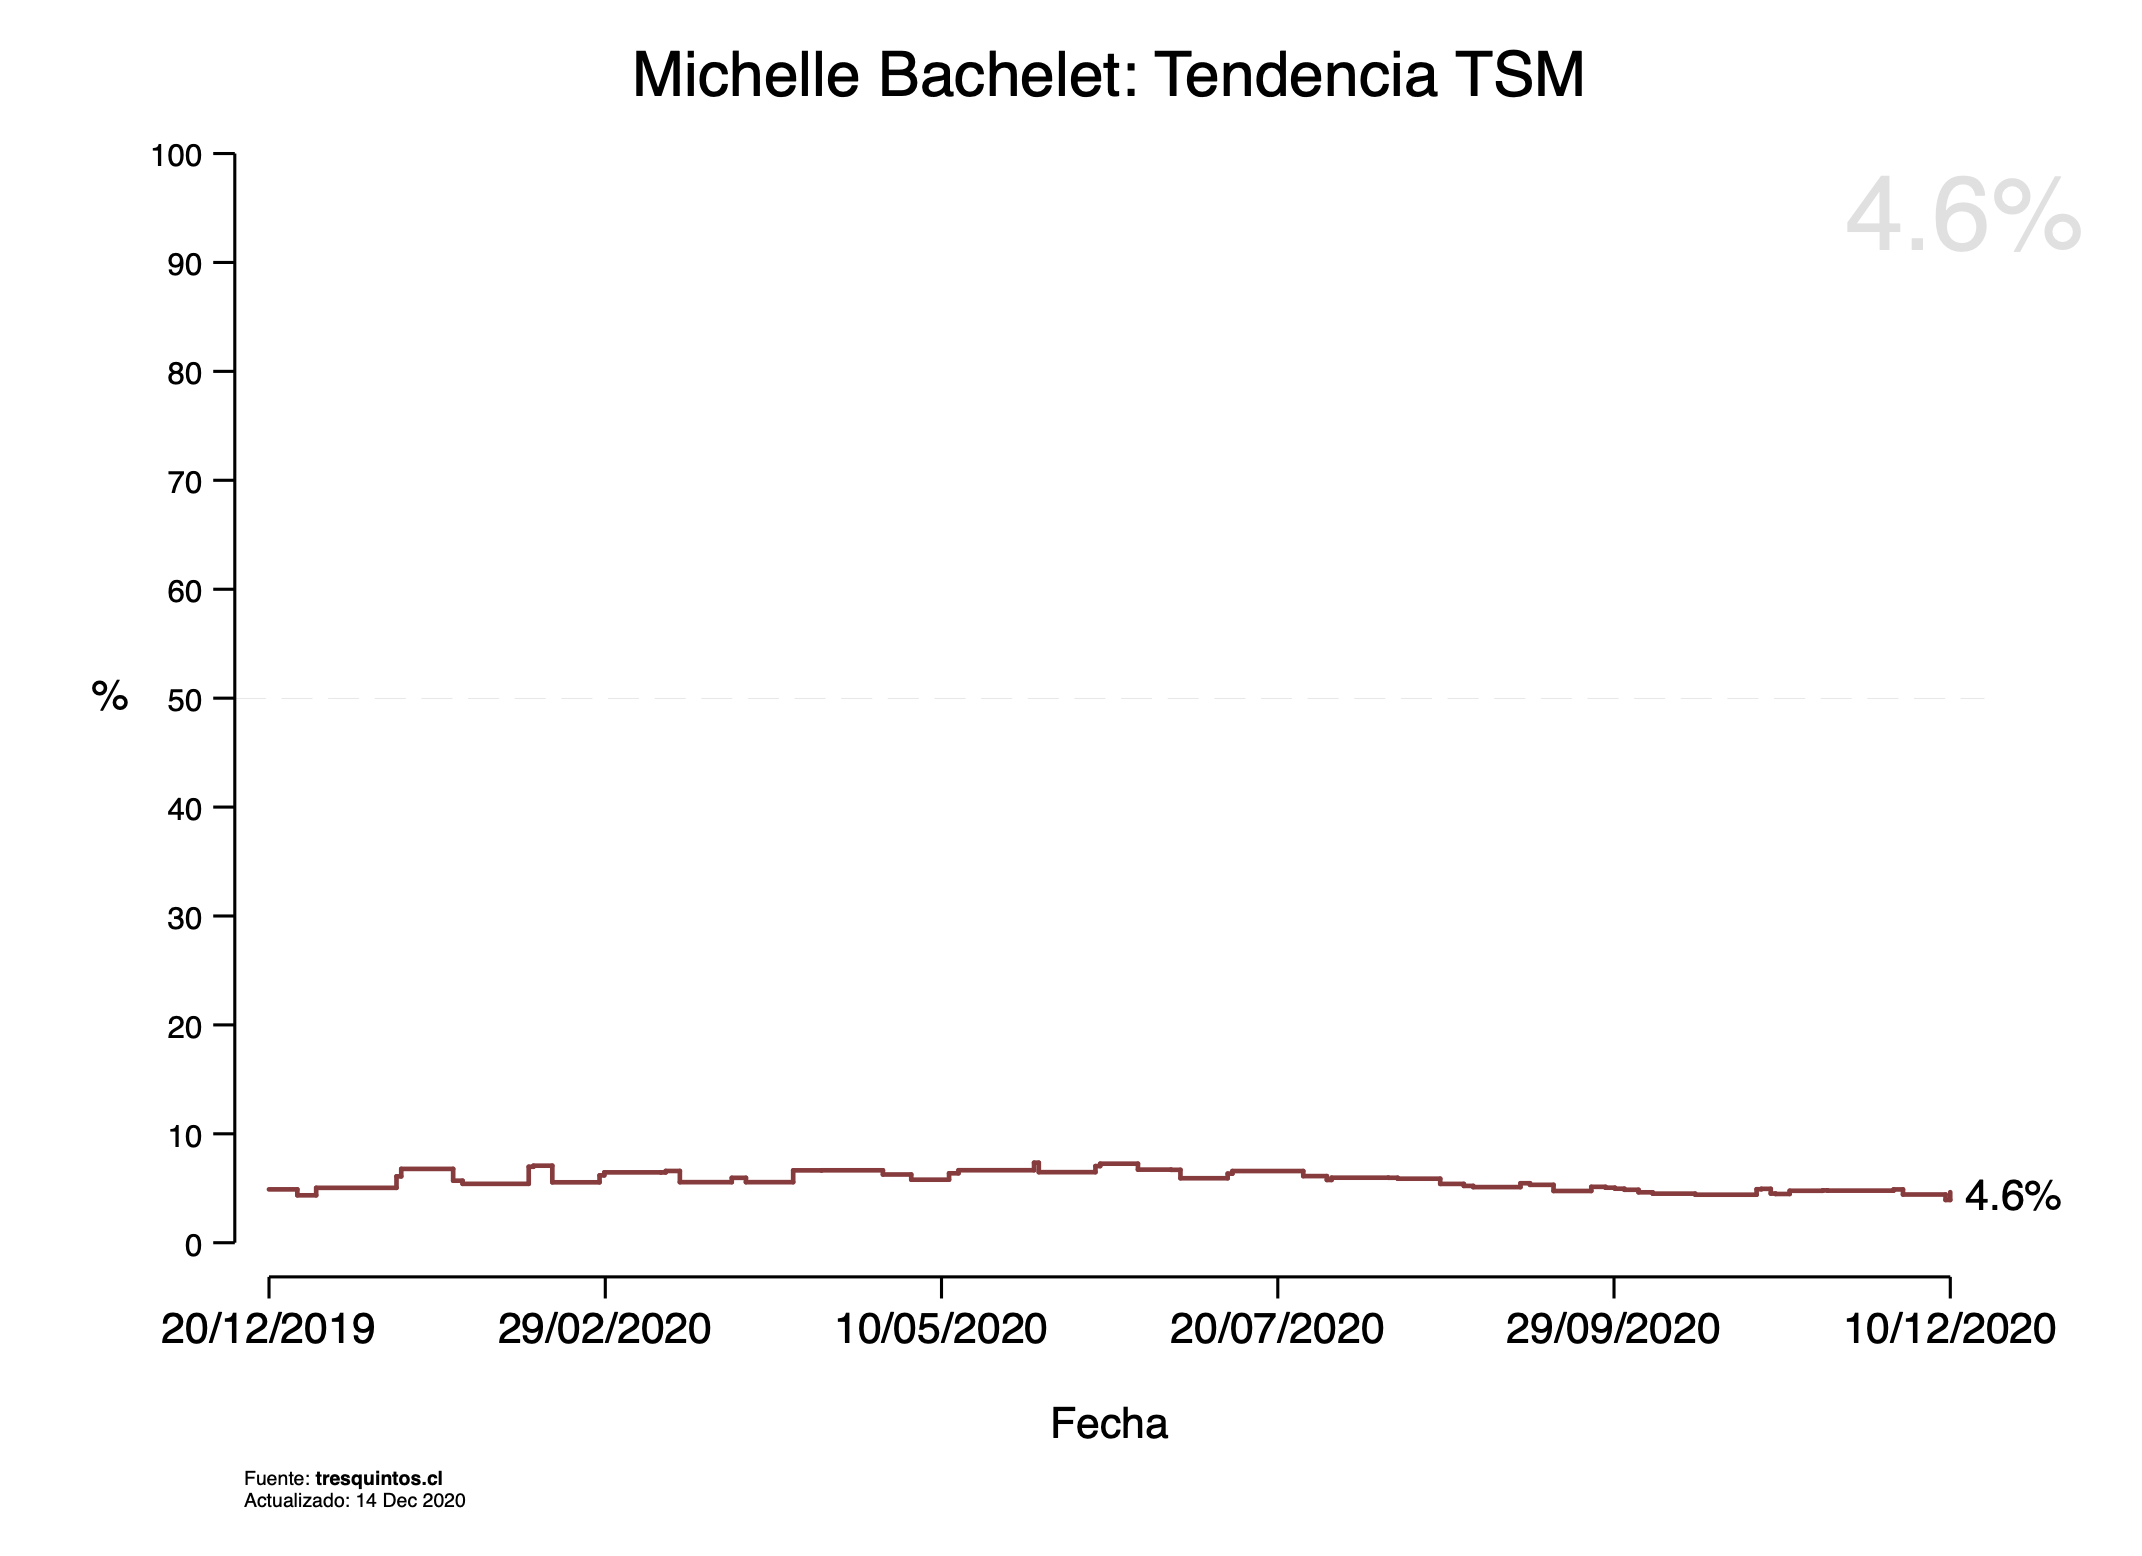 Michelle Bachelet: Tendencia TSM
100
4.6%
90
80
70
60
% 50
40
30
20
10
4.6%
0
20/12/2019 29/02/2020 10/05/2020 20/07/2020 29/09/2020 10/12/2020
Fecha
Fuente: tresquintos.cl
Actualizado: 14 Dec 2020